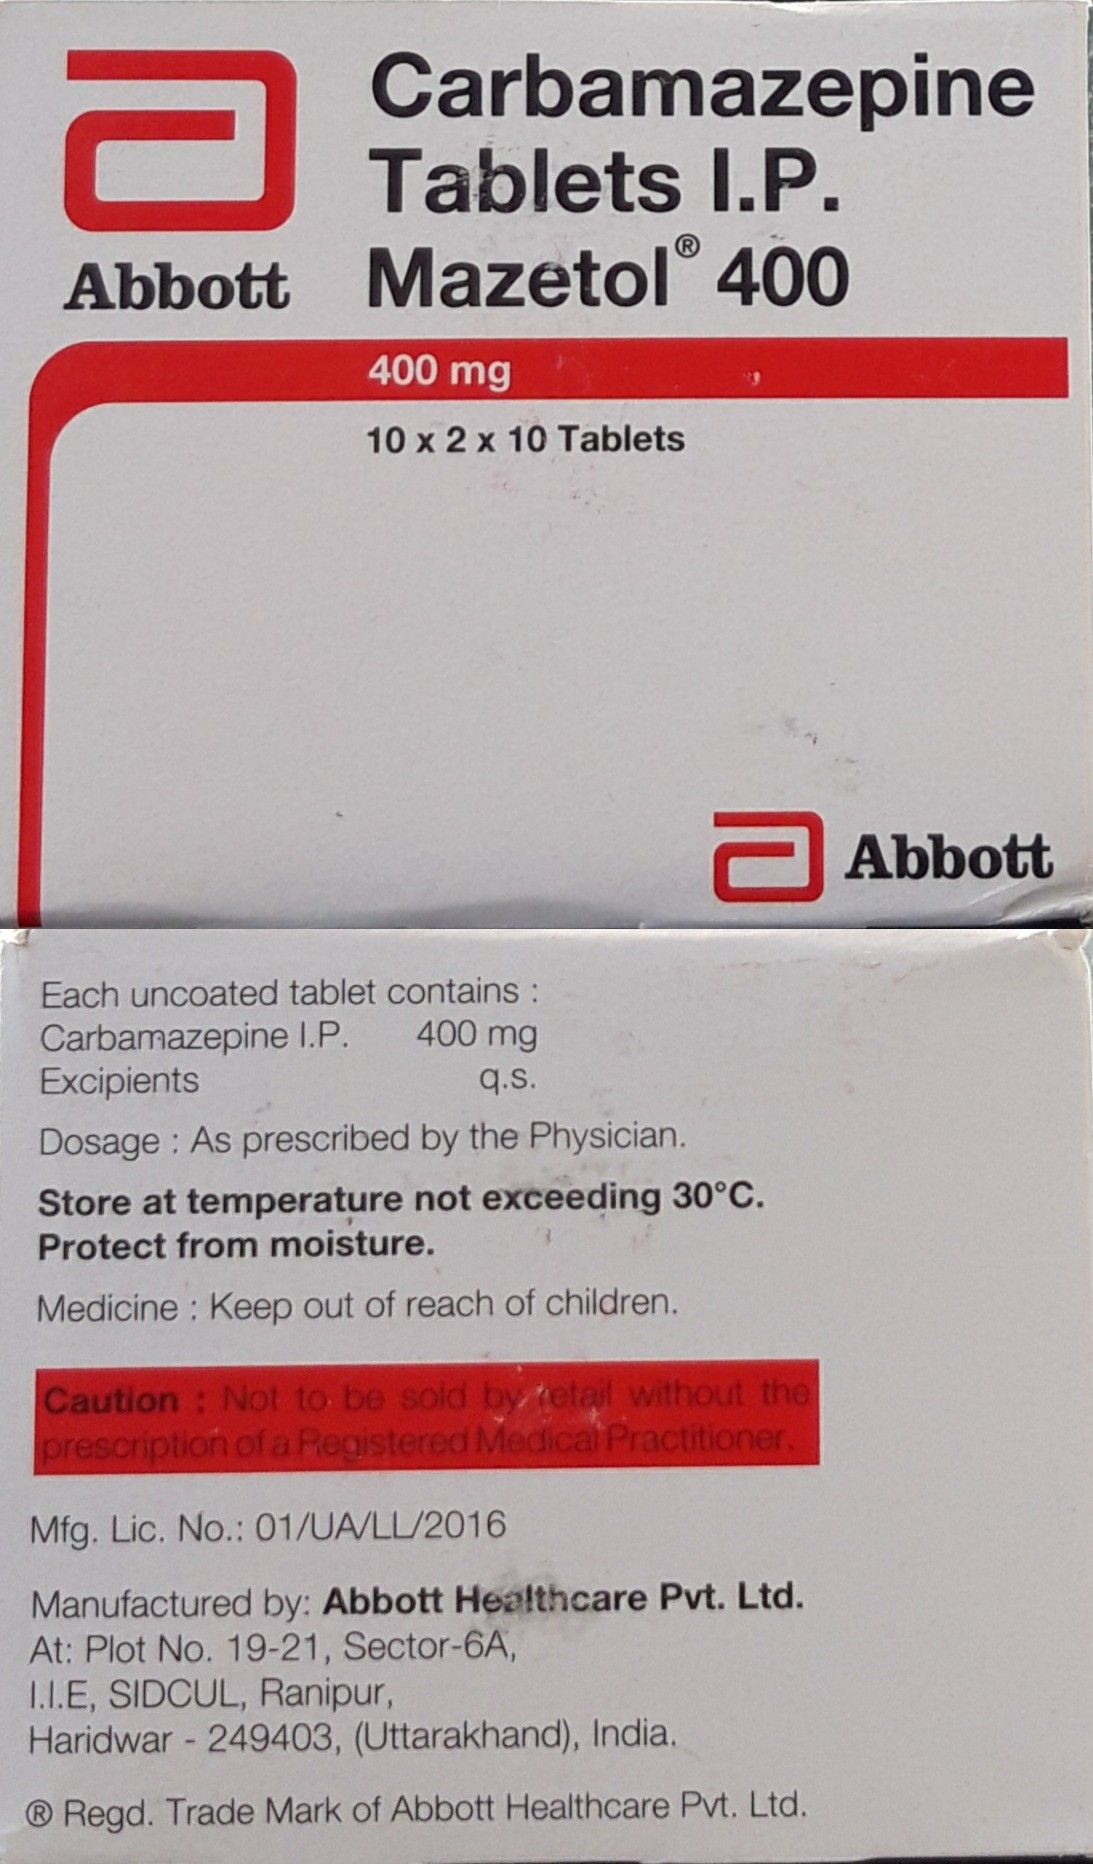 Abbott
Carbamazepine
Tablets I.P.
Mazetol® 400
400 mg
10 x 2 x 10 Tablets
Abbott
Each uncoated tablet contains :
Carbamazepine I.P. 400 mg
Excipients q.s.
Dosage : As prescribed by the Physician.
Store at temperature not exceeding 30°C.
Protect from moisture.
Medicine : Keep out of reach of children.
Caution : Not to be sold by retail without the
prescription of a Registered Medical Practitioner.
Mfg. Lic. No.: 01/UA/LL/2016
Manufactured by: Abbott Healthcare Pvt. Ltd.
At: Plot No. 19-21, Sector-6A,
I.I.E, SIDCUL, Ranipur,
Haridwar - 249403, (Uttarakhand), India.
® Regd. Trade Mark of Abbott Healthcare Pvt. Ltd.